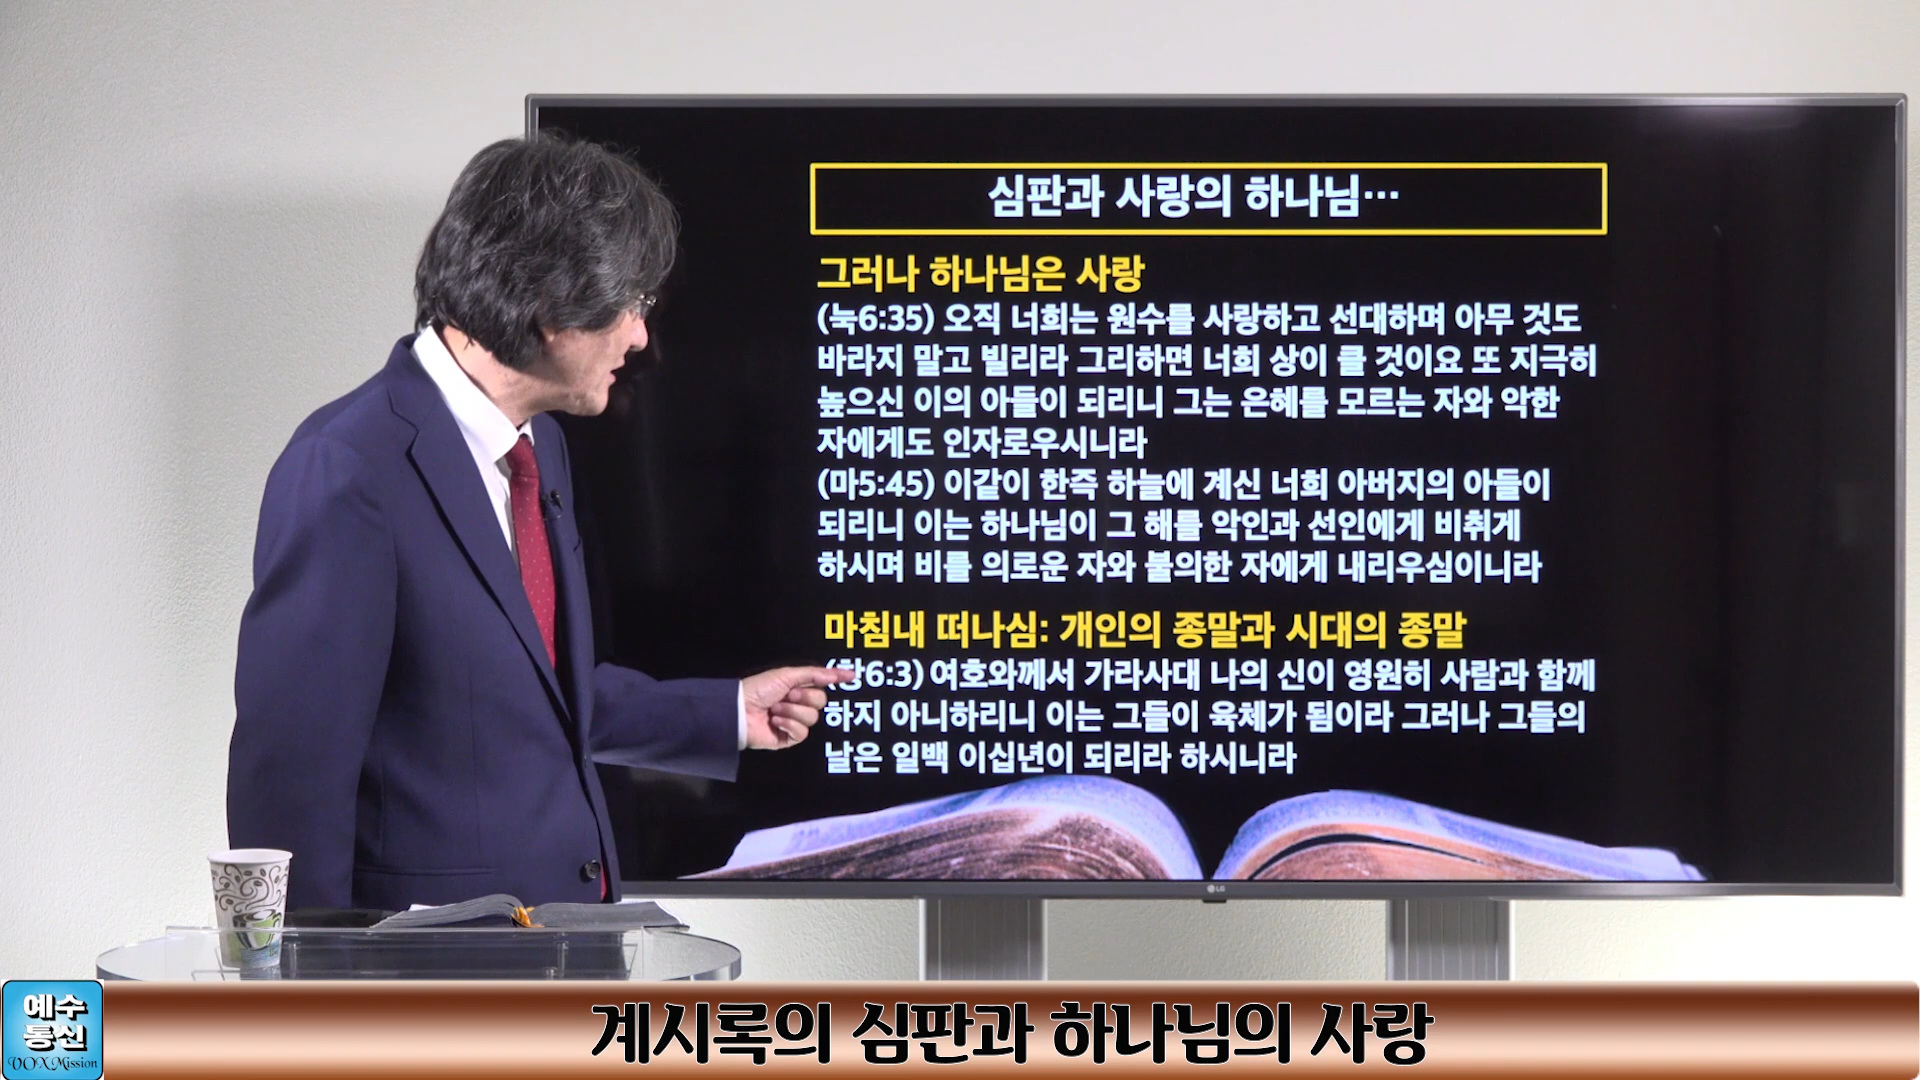 심판과 사랑의 하나님…
그러나 하나님은 사랑
(눅6:35) 오직 너희는 원수를 사랑하고 선대하며 아무 것도
바라지 말고 빌리라 그리하면 너희 상이 클 것이요 또 지극히
높으신 이의 아들이 되리니 그는 은혜를 모르는 자와 악한
자에게도 인자로우시니라
(마5:45) 이같이 한즉 하늘에 계신 너희 아버지의 아들이
되리니 이는 하나님이 그 해를 악인과 선인에게 비취게
하시며 비를 의로운 자와 불의한 자에게 내리우심이니라
마침내 떠나심: 개인의 종말과 시대의 종말
(창6:3) 여호와께서 가라사대 나의 신이 영원히 사람과 함께
하지 아니하리니 이는 그들이 육체가 됨이라 그러나 그들의
날은 일백 이십년이 되리라 하시니라
LG
예수
통신
VOX Mission
계시록의 심판과 하나님의 사랑